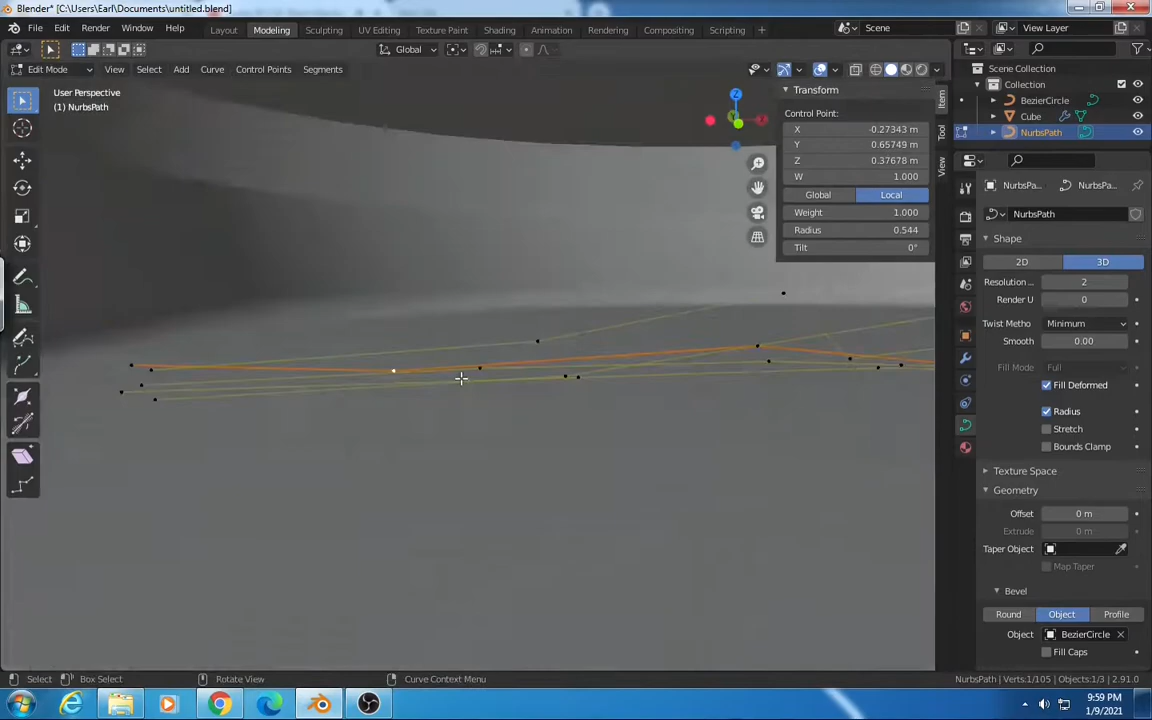 Blender* [C:\Users\Earl\Documents\untitled.blend]
File Edit Render Window Help Layout Modeling Sculpting UV Editing Texture Paint Shading Animation Rendering Compositing Scripting Scene View Layer
Global
Edit Mode View Select Add Curve Control Points Segments
User Perspective
(1) NurbsPath
Z
Transform
Control Point:
X -0.27343 m
Y 0.65749 m
Z 0.37678 m
W 1.000
Global Local
Weight 1.000
Radius 0.544
Tilt 0°
Item
Tool
View
Scene Collection
Collection
BezierCircle
Cube
NurbsPath
NurbsPa... NurbsPa...
NurbsPath
Shape
2D 3D
Resolution ... 2
Render U 0
Twist Metho Minimum
Smooth 0.00
Fill Mode Full
Fill Deformed
Radius
Stretch
Bounds Clamp
Texture Space
Geometry
Offset 0 m
Extrude 0 m
Taper Object
Map Taper
Bevel
Round Object Profile
Object BezierCircle
Fill Caps
Select Box Select Rotate View Curve Context Menu NurbsPath | Verts:1/105 | Objects:1/3 | 2.91.0
9:59 PM
1/9/2021